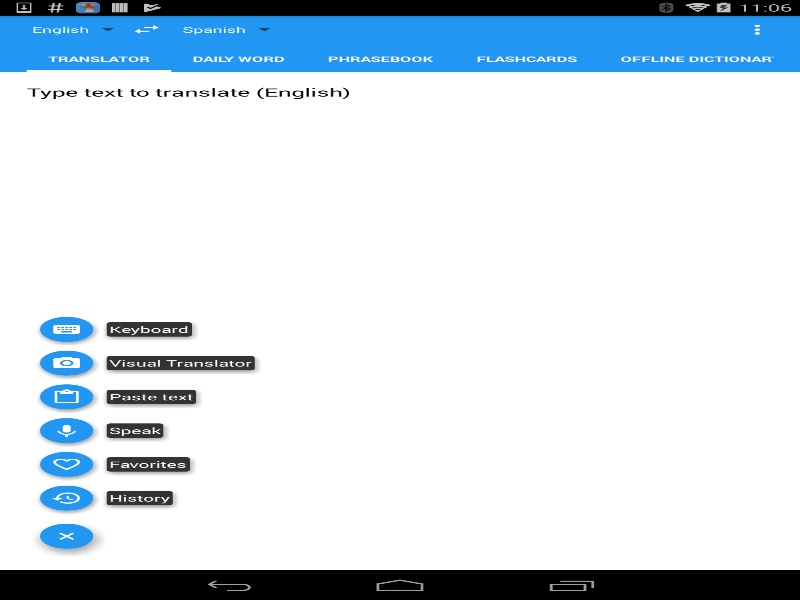 11:06
English Spanish
TRANSLATOR DAILY WORD PHRASEBOOK FLASHCARDS OFFLINE DICTIONAR
Type text to translate (English)
Keyboard
Visual Translator
Paste text
Speak
Favorites
History